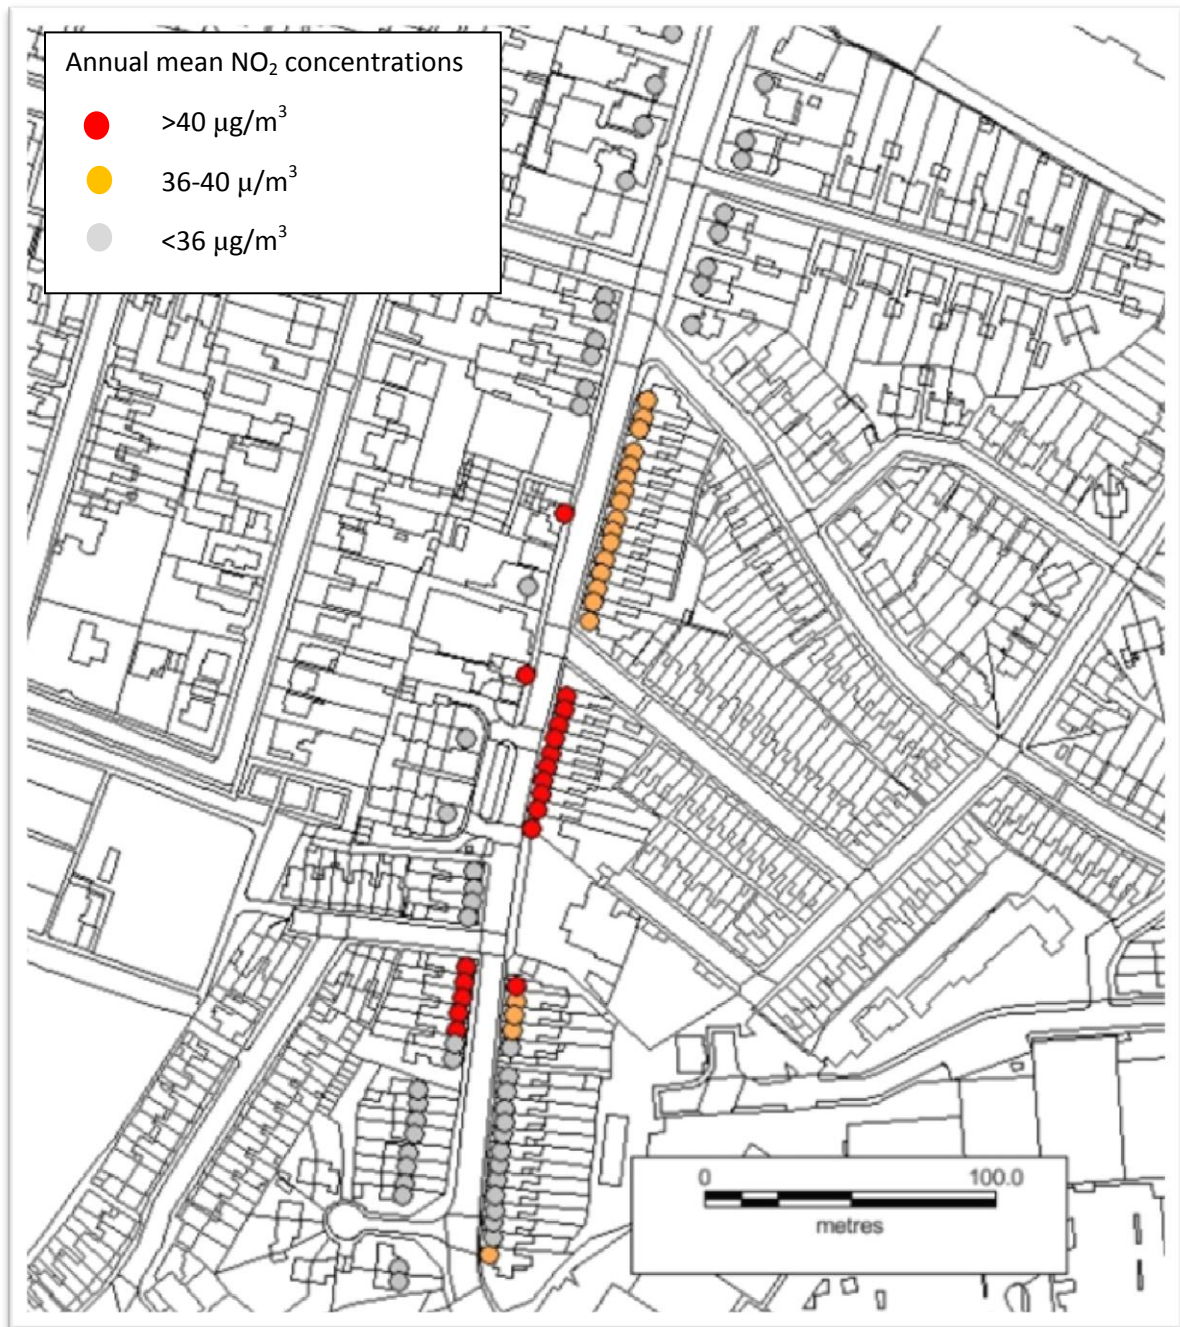 Annual mean NO₂ concentrations
>40 µg/m³
36-40 µ/m³
<36 µg/m³
0 100.0
metres